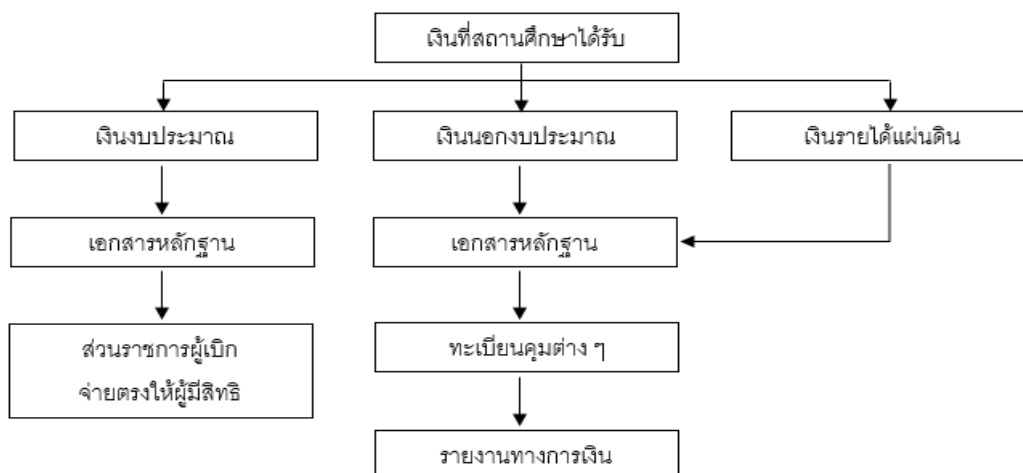 เงินที่สถานศึกษาได้รับ
เงินงบประมาณ
เงินนอกงบประมาณ
เงินรายได้แผ่นดิน
เอกสารหลักฐาน
เอกสารหลักฐาน
ส่วนราชการผู้เบิก
จ่ายตรงให้ผู้มีสิทธิ
ทะเบียนคุมต่าง ๆ
รายงานทางการเงิน